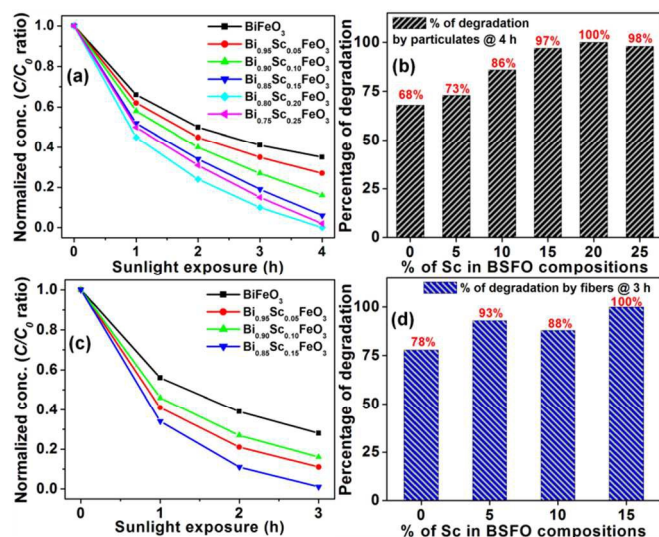 (a)
Normalized conc. (C/C₀ ratio)
1.0
0.8
0.6
0.4
0.2
0.0
BiFeO₃
Bi₀.₉₅Sc₀.₀₅FeO₃
Bi₀.₉₀Sc₀.₁₀FeO₃
Bi₀.₈₅Sc₀.₁₅FeO₃
Bi₀.₈₀Sc₀.₂₀FeO₃
Bi₀.₇₅Sc₀.₂₅FeO₃
0 1 2 3 4
Sunlight exposure (h)
(b)
Percentage of degradation
100
75
50
25
0
% of degradation
by particulates @ 4 h
68% 73% 86% 97% 100% 98%
0 5 10 15 20 25
% of Sc in BSFO compositions
(c)
Normalized conc. (C/C₀ ratio)
1.0
0.8
0.6
0.4
0.2
0.0
BiFeO₃
Bi₀.₉₅Sc₀.₀₅FeO₃
Bi₀.₉₀Sc₀.₁₀FeO₃
Bi₀.₈₅Sc₀.₁₅FeO₃
0 1 2 3
Sunlight exposure (h)
(d)
Percentage of degradation
100
75
50
25
0
% of degradation by fibers @ 3 h
78% 93% 88% 100%
0 5 10 15
% of Sc in BSFO compositions